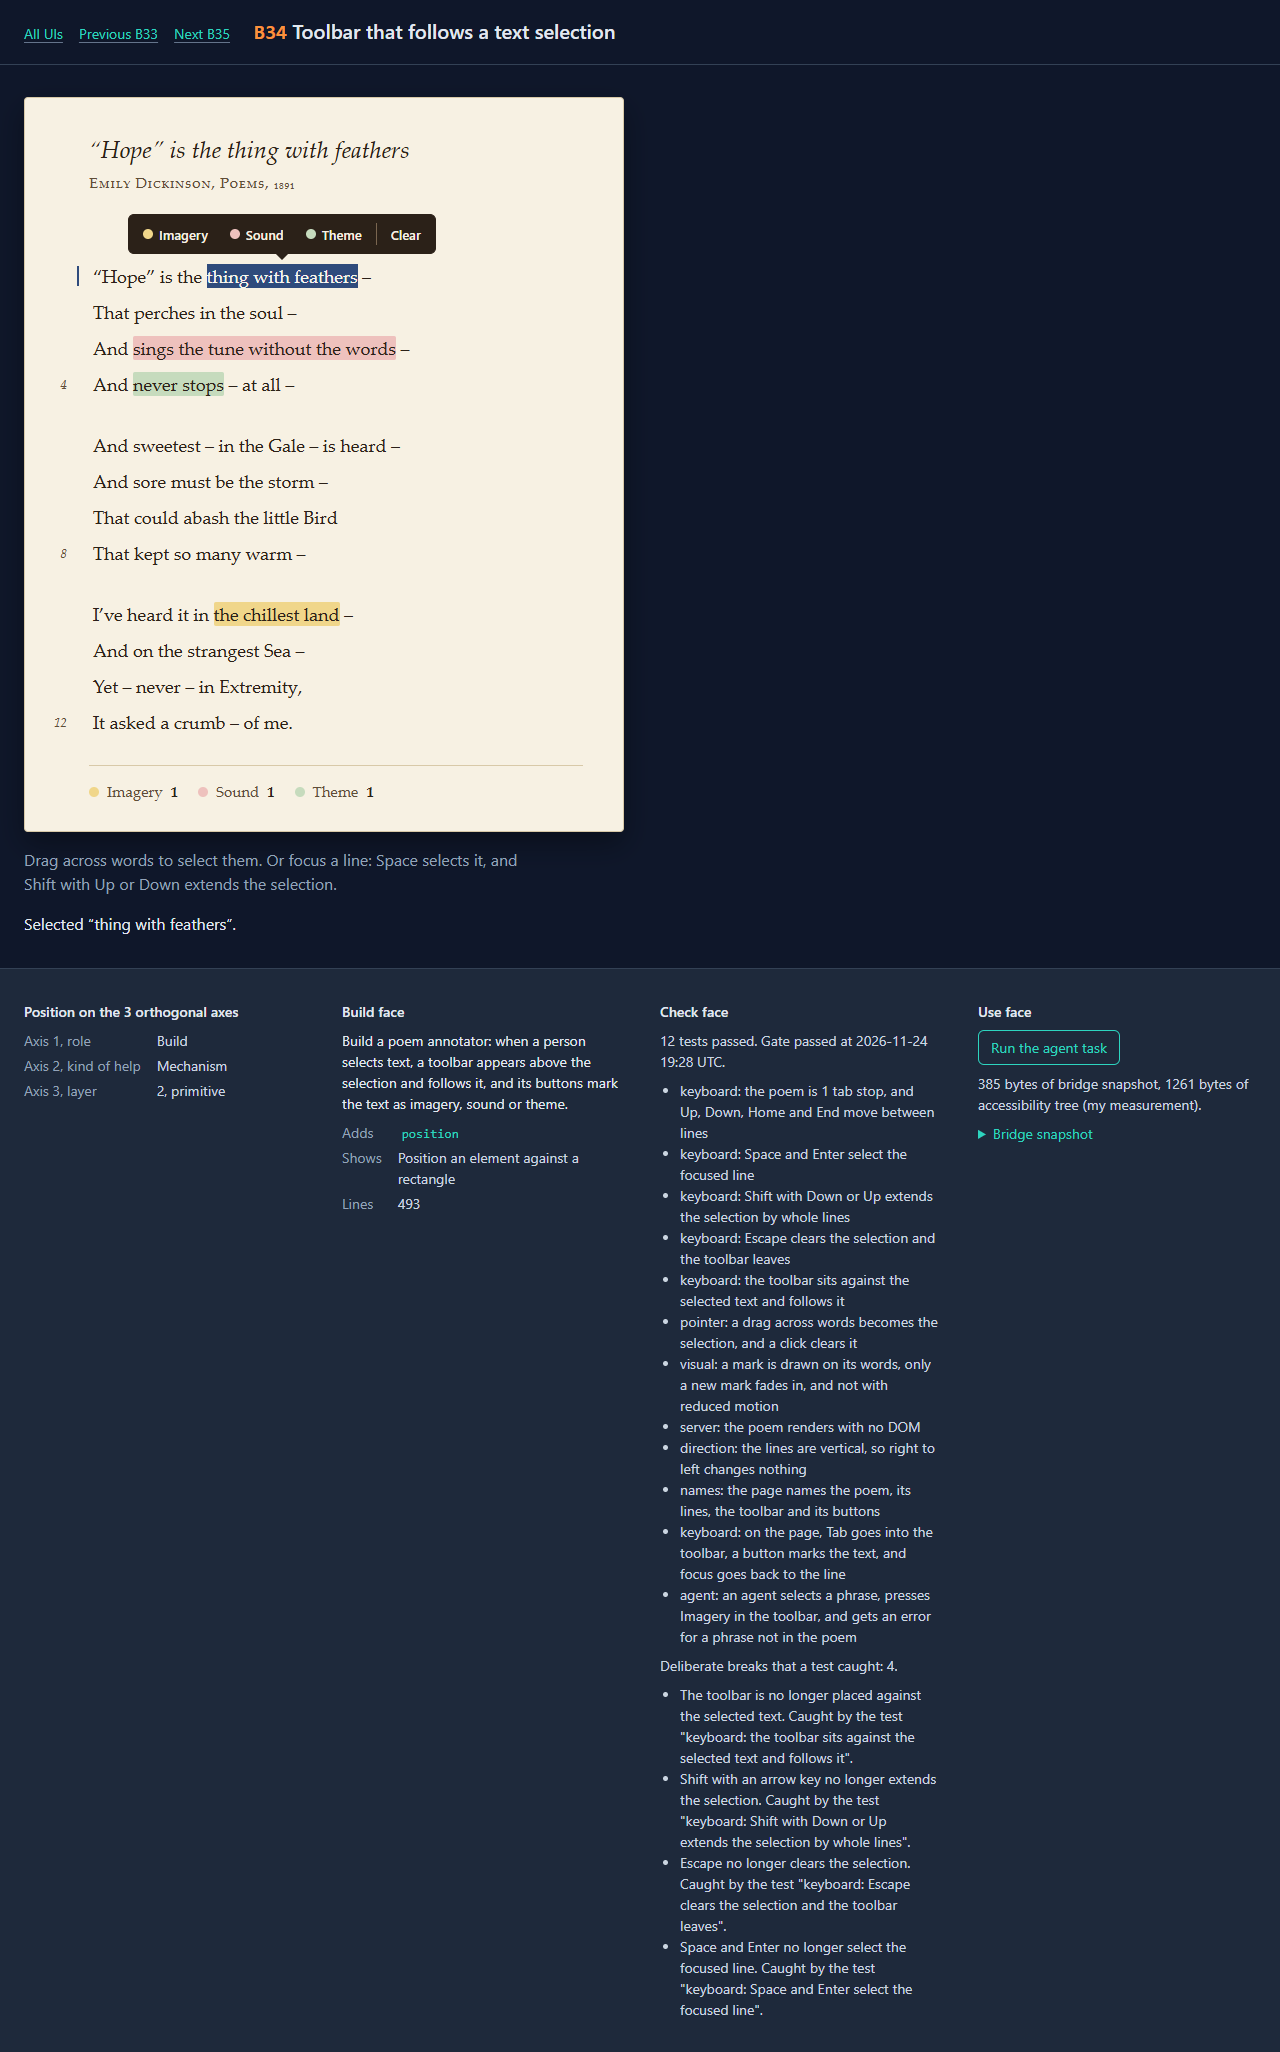 All UIs Previous B33 Next B35 B34 Toolbar that follows a text selection
“Hope” is the thing with feathers
Emily Dickinson, Poems, 1891
Imagery Sound Theme Clear
“Hope” is the thing with feathers –
That perches in the soul –
And sings the tune without the words –
4 And never stops – at all –
And sweetest – in the Gale – is heard –
And sore must be the storm –
That could abash the little Bird
8 That kept so many warm –
I’ve heard it in the chillest land –
And on the strangest Sea –
Yet – never – in Extremity,
12 It asked a crumb – of me.
Imagery 1 Sound 1 Theme 1
Drag across words to select them. Or focus a line: Space selects it, and
Shift with Up or Down extends the selection.
Selected “thing with feathers”.
Position on the 3 orthogonal axes
Axis 1, role Build
Axis 2, kind of help Mechanism
Axis 3, layer 2, primitive
Build face
Build a poem annotator: when a person
selects text, a toolbar appears above the
selection and follows it, and its buttons mark
the text as imagery, sound or theme.
Adds position
Shows Position an element against a
rectangle
Lines 493
Check face
12 tests passed. Gate passed at 2026-11-24
19:28 UTC.
• keyboard: the poem is 1 tab stop, and
Up, Down, Home and End move between
lines
• keyboard: Space and Enter select the
focused line
• keyboard: Shift with Down or Up extends
the selection by whole lines
• keyboard: Escape clears the selection and
the toolbar leaves
• keyboard: the toolbar sits against the
selected text and follows it
• pointer: a drag across words becomes the
selection, and a click clears it
• visual: a mark is drawn on its words, only
a new mark fades in, and not with
reduced motion
• server: the poem renders with no DOM
• direction: the lines are vertical, so right to
left changes nothing
• names: the page names the poem, its
lines, the toolbar and its buttons
• keyboard: on the page, Tab goes into the
toolbar, a button marks the text, and
focus goes back to the line
• agent: an agent selects a phrase, presses
Imagery in the toolbar, and gets an error
for a phrase not in the poem
Deliberate breaks that a test caught: 4.
• The toolbar is no longer placed against
the selected text. Caught by the test
"keyboard: the toolbar sits against the
selected text and follows it".
• Shift with an arrow key no longer extends
the selection. Caught by the test
"keyboard: Shift with Down or Up
extends the selection by whole lines".
• Escape no longer clears the selection.
Caught by the test "keyboard: Escape
clears the selection and the toolbar
leaves".
• Space and Enter no longer select the
focused line. Caught by the test
"keyboard: Space and Enter select the
focused line".
Use face
Run the agent task
385 bytes of bridge snapshot, 1261 bytes of
accessibility tree (my measurement).
Bridge snapshot